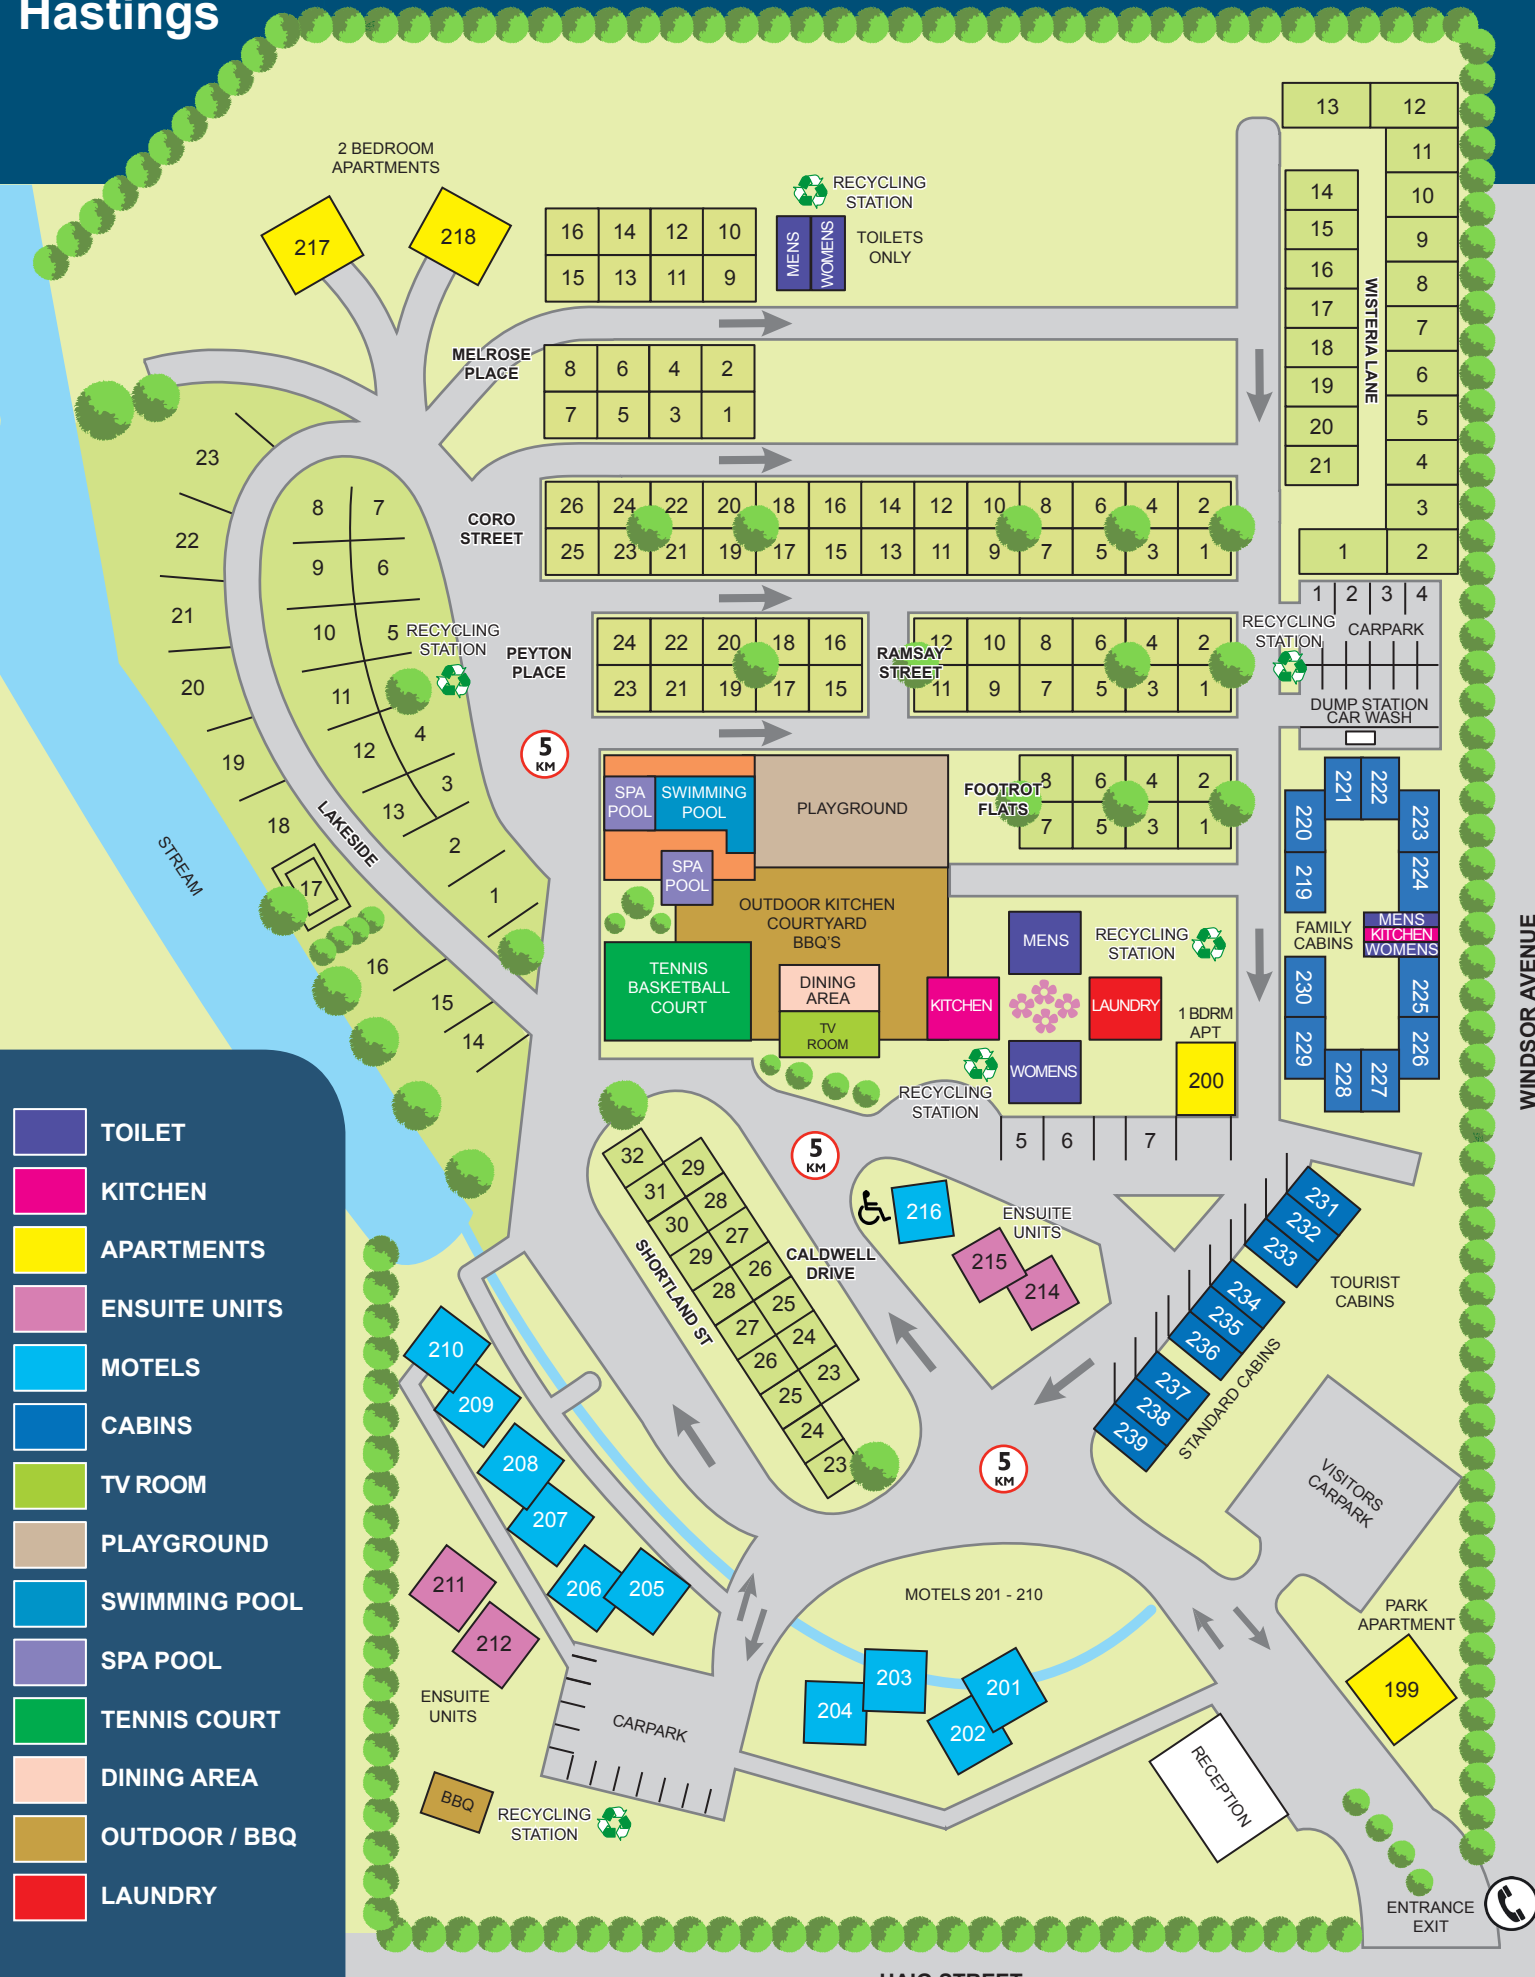 Hastings
2 BEDROOM
APARTMENTS
217
218
RECYCLING
STATION
MENS
WOMENS
TOILETS
ONLY
16 14 12 10
15 13 11 9
MELROSE
PLACE
8 6 4 2
7 5 3 1
13 12
11
10
9
8
7
6
5
4
3
1 2
14
15
16
17
18
19
20
21
WISTERIA LANE
CORO
STREET
26 24 22 20 18 16 14 12 10 8 6 4 2
25 23 21 19 17 15 13 11 9 7 5 3 1
PEYTON
PLACE
24 22 20 18 16
23 21 19 17 15
RAMSAY
STREET
12 10 8 6 4 2
11 9 7 5 3 1
RECYCLING
STATION
1 2 3 4
CARPARK
DUMP STATION
CAR WASH
23
22
21
20
19
18
17
16
15
14
8 7
9 6
10 5
11
4
12
3
13
2
1
RECYCLING
STATION
LAKESIDE
STREAM
5
KM
SPA
POOL
SWIMMING
POOL
SPA
POOL
PLAYGROUND
FOOTROT
FLATS
8 6 4 2
7 5 3 1
OUTDOOR KITCHEN
COURTYARD
BBQ'S
TENNIS
BASKETBALL
COURT
DINING
AREA
TV
ROOM
KITCHEN
MENS
WOMENS
LAUNDRY
RECYCLING
STATION
RECYCLING
STATION
1 BDRM
APT
200
5 6 7
221 222
220 223
219 224
FAMILY
CABINS
MENS
KITCHEN
WOMENS
230 225
229 226
228 227
WINDSOR AVENUE
5
KM
32
31
30
29
28
27
26
25
24
23
29
28
27
26
25
24
23
SHORTLAND ST
CALDWELL
DRIVE
216
ENSUITE
UNITS
215
214
231
232
233
234
235
236
237
238
239
TOURIST
CABINS
STANDARD CABINS
5
KM
VISITORS
CARPARK
210
209
208
207
206
205
211
212
ENSUITE
UNITS
CARPARK
BBQ
RECYCLING
STATION
MOTELS 201 - 210
203
204
201
202
PARK
APARTMENT
199
RECEPTION
ENTRANCE
EXIT
TOILET
KITCHEN
APARTMENTS
ENSUITE UNITS
MOTELS
CABINS
TV ROOM
PLAYGROUND
SWIMMING POOL
SPA POOL
TENNIS COURT
DINING AREA
OUTDOOR / BBQ
LAUNDRY